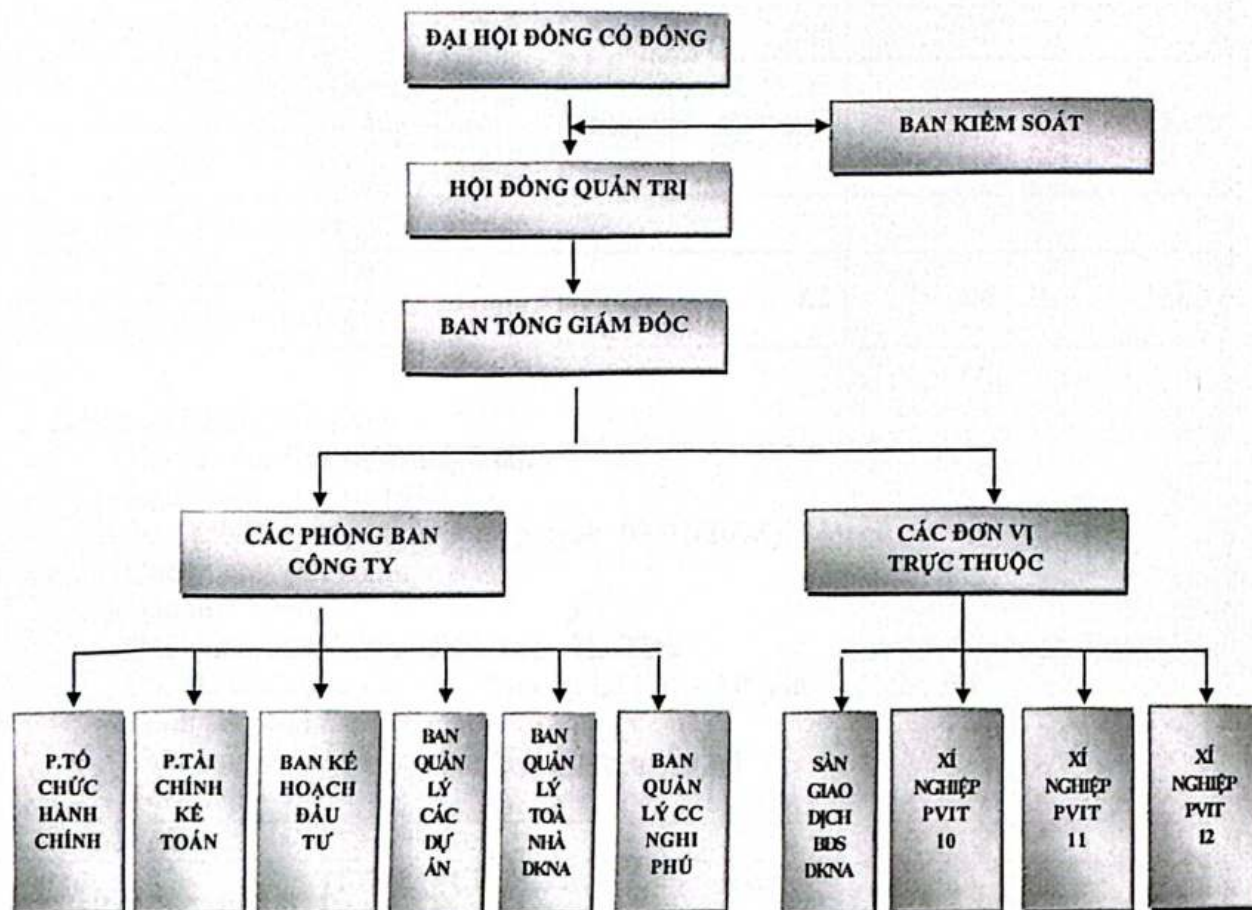 ĐẠI HỘI ĐỒNG CÓ ĐÔNG
BAN KIỂM SOÁT
HỘI ĐỒNG QUẢN TRỊ
BAN TỔNG GIÁM ĐỐC
CÁC PHÒNG BAN
CÔNG TY
CÁC ĐƠN VỊ
TRỰC THUỘC
P.TỔ
CHỨC
HÀNH
CHÍNH
P.TÀI
CHÍNH
KẾ
TOÁN
BAN KẾ
HOẠCH
ĐẦU
TƯ
BAN
QUẢN
LÝ
CÁC
DỰ
ÁN
BAN
QUẢN
LÝ
TOÀ
NHÀ
DKNA
BAN
QUẢN
LÝ CC
NGHI
PHÚ
SÀN
GIAO
DỊCH
BDS
DKNA
XÍ
NGHIỆP
PVIT
10
XÍ
NGHIỆP
PVIT
11
XÍ
NGHIỆP
PVIT
12